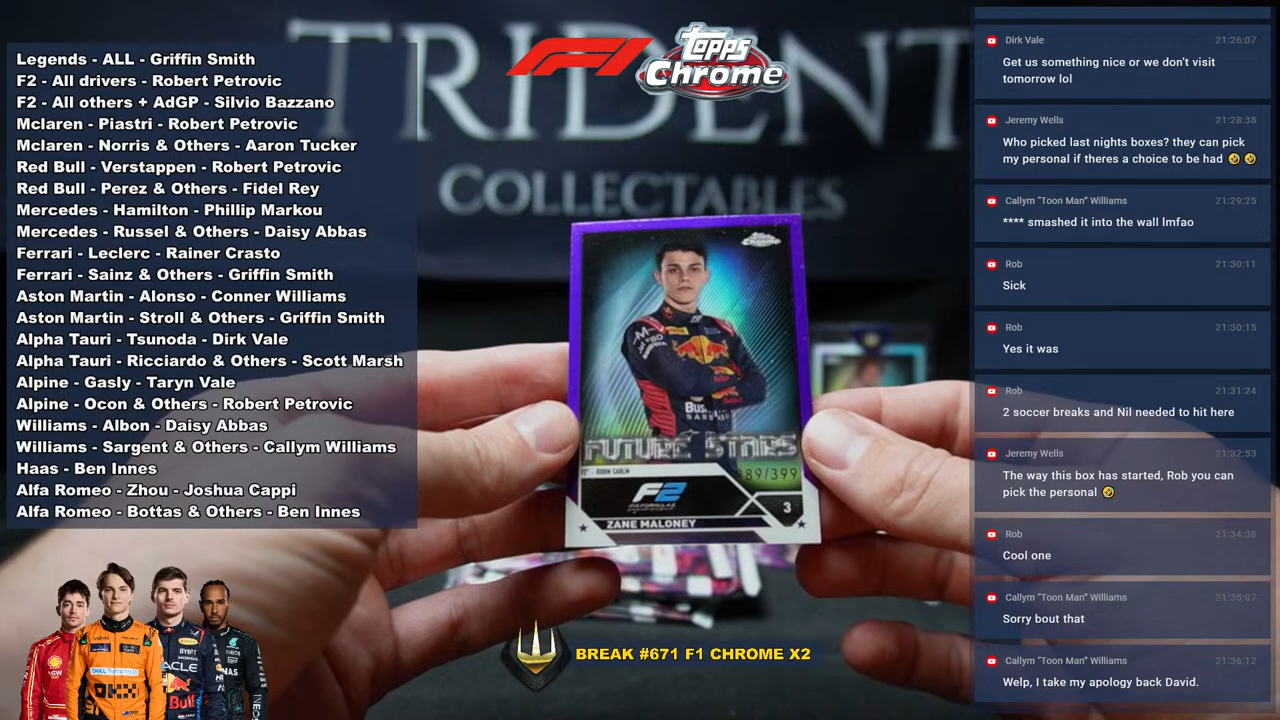 Legends - ALL - Griffin Smith
F2 - All drivers - Robert Petrovic
F2 - All others + AdGP - Silvio Bazzano
Mclaren - Piastri - Robert Petrovic
Mclaren - Norris & Others - Aaron Tucker
Red Bull - Verstappen - Robert Petrovic
Red Bull - Perez & Others - Fidel Rey
Mercedes - Hamilton - Phillip Markou
Mercedes - Russel & Others - Daisy Abbas
Ferrari - Leclerc - Rainer Crasto
Ferrari - Sainz & Others - Griffin Smith
Aston Martin - Alonso - Conner Williams
Aston Martin - Stroll & Others - Griffin Smith
Alpha Tauri - Tsunoda - Dirk Vale
Alpha Tauri - Ricciardo & Others - Scott Marsh
Alpine - Gasly - Taryn Vale
Alpine - Ocon & Others - Robert Petrovic
Williams - Albon - Daisy Abbas
Williams - Sargent & Others - Callym Williams
Haas - Ben Innes
Alfa Romeo - Zhou - Joshua Cappi
Alfa Romeo - Bottas & Others - Ben Innes
TRIDENT
COLLECTABLES
F1
Topps
Chrome
Topps
Chrome
Red Bull
FUTURE STARS
F2 - RODIN CARLIN
89/399
F2
3
ZANE MALONEY
BREAK #671 F1 CHROME X2
Dirk Vale 21:26:07
Get us something nice or we don't visit
tomorrow lol
Jeremy Wells 21:28:38
Who picked last nights boxes? they can pick
my personal if theres a choice to be had 🤣 🤣
Callym "Toon Man" Williams 21:29:25
**** smashed it into the wall lmfao
Rob 21:30:11
Sick
Rob 21:30:15
Yes it was
Rob 21:31:24
2 soccer breaks and Nil needed to hit here
Jeremy Wells 21:32:53
The way this box has started, Rob you can
pick the personal 🤣
Rob 21:34:38
Cool one
Callym "Toon Man" Williams 21:35:07
Sorry bout that
Callym "Toon Man" Williams 21:36:12
Welp, I take my apology back David.